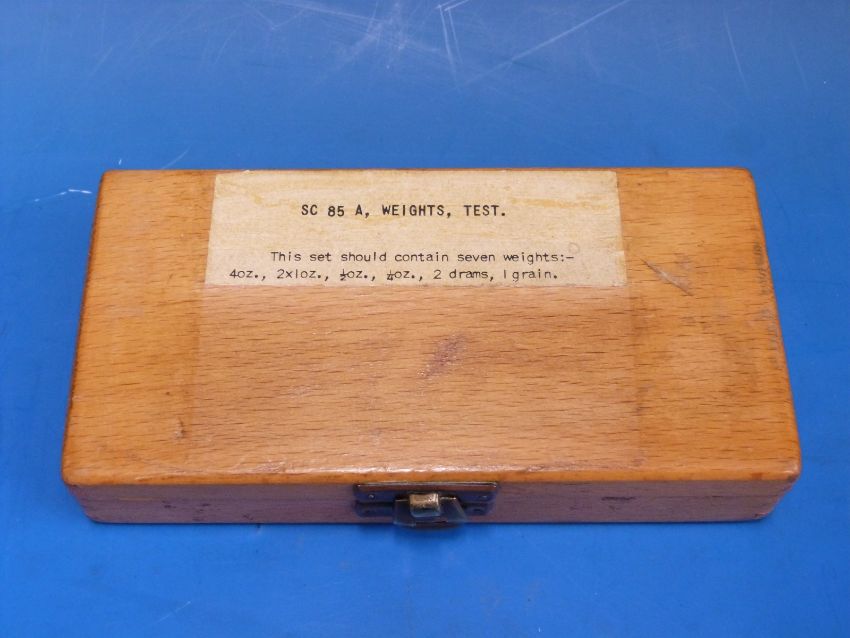 SC 85 A, WEIGHTS, TEST.
This set should contain seven weights:-
4oz., 2x1oz., ½oz., ¼oz., 2 drams, 1 grain.